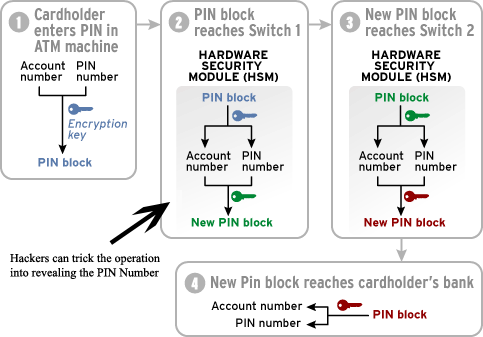 1 Cardholder
enters PIN in
ATM machine
Account PIN
number number
Encryption
key
PIN block
2 PIN block
reaches Switch 1
HARDWARE
SECURITY
MODULE (HSM)
PIN block
Account PIN
number number
New PIN block
3 New PIN block
reaches Switch 2
HARDWARE
SECURITY
MODULE (HSM)
PIN block
Account PIN
number number
New PIN block
Hackers can trick the operation
into revealing the PIN Number
4 New Pin block reaches cardholder's bank
Account number
PIN block
PIN number